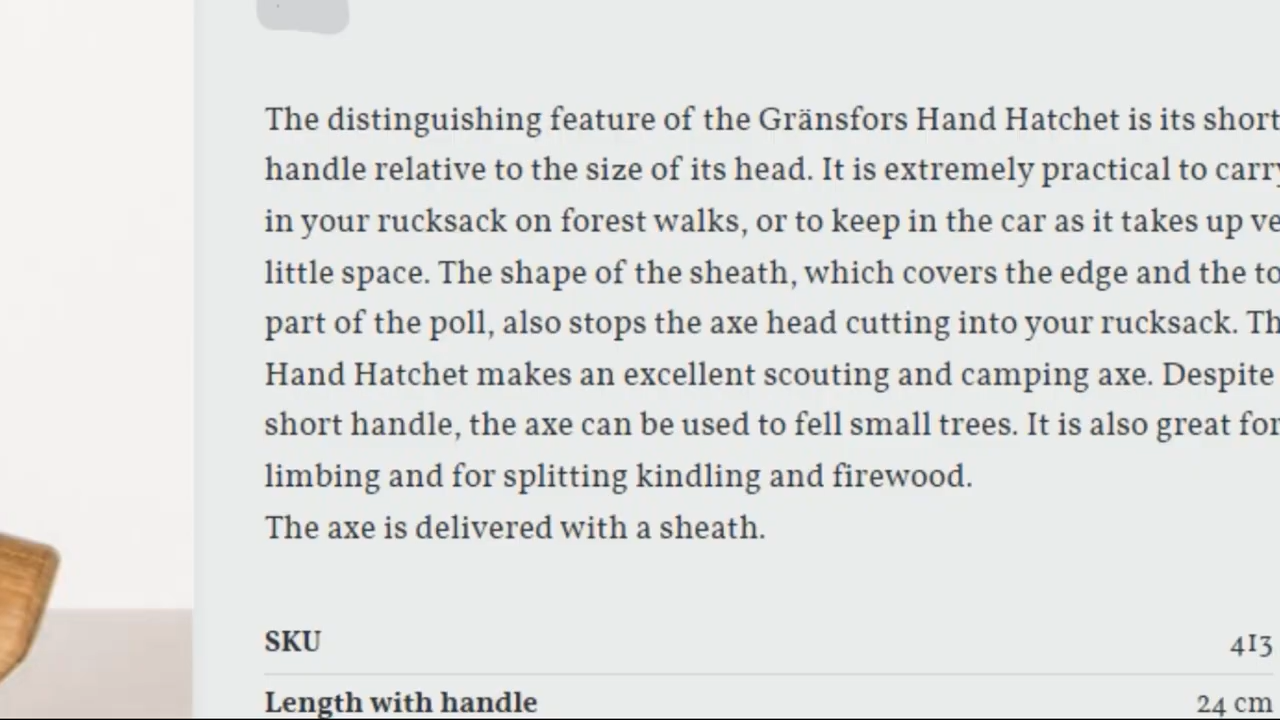 The distinguishing feature of the Gränsfors Hand Hatchet is its short
handle relative to the size of its head. It is extremely practical to carry
in your rucksack on forest walks, or to keep in the car as it takes up ve
little space. The shape of the sheath, which covers the edge and the to
part of the poll, also stops the axe head cutting into your rucksack. Th
Hand Hatchet makes an excellent scouting and camping axe. Despite
short handle, the axe can be used to fell small trees. It is also great for
limbing and for splitting kindling and firewood.
The axe is delivered with a sheath.
SKU 413
Length with handle 24 cm